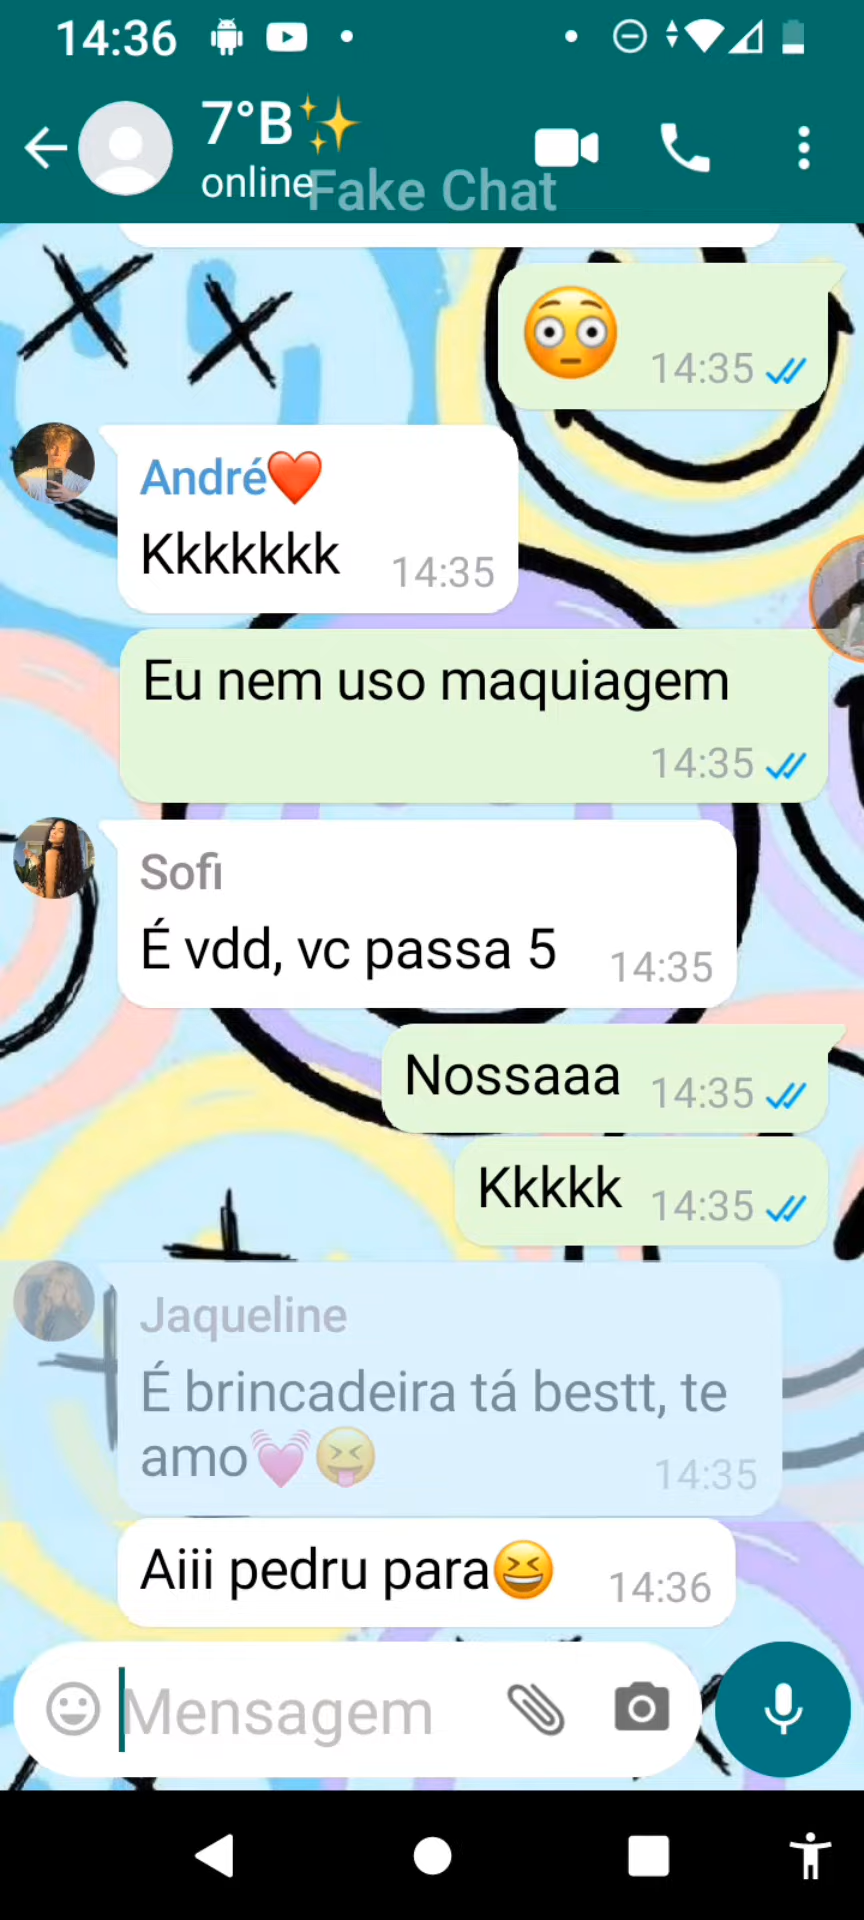 14:36
7°B✨
online
Fake Chat
😳 14:35
André❤️
Kkkkkkk 14:35
Eu nem uso maquiagem
14:35
Sofi
É vdd, vc passa 5 14:35
Nossaaa 14:35
Kkkkk 14:35
Jaqueline
É brincadeira tá bestt, te
amo💓😝 14:35
Aiii pedru para😆 14:36
Mensagem